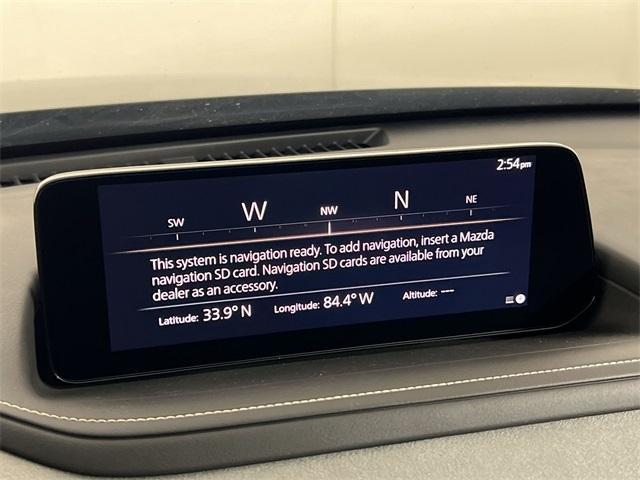 2:54pm
SW W NW N NE
This system is navigation ready. To add navigation, insert a Mazda
navigation SD card. Navigation SD cards are available from your
dealer as an accessory.
Latitude: 33.9° N Longitude: 84.4° W Altitude: ---